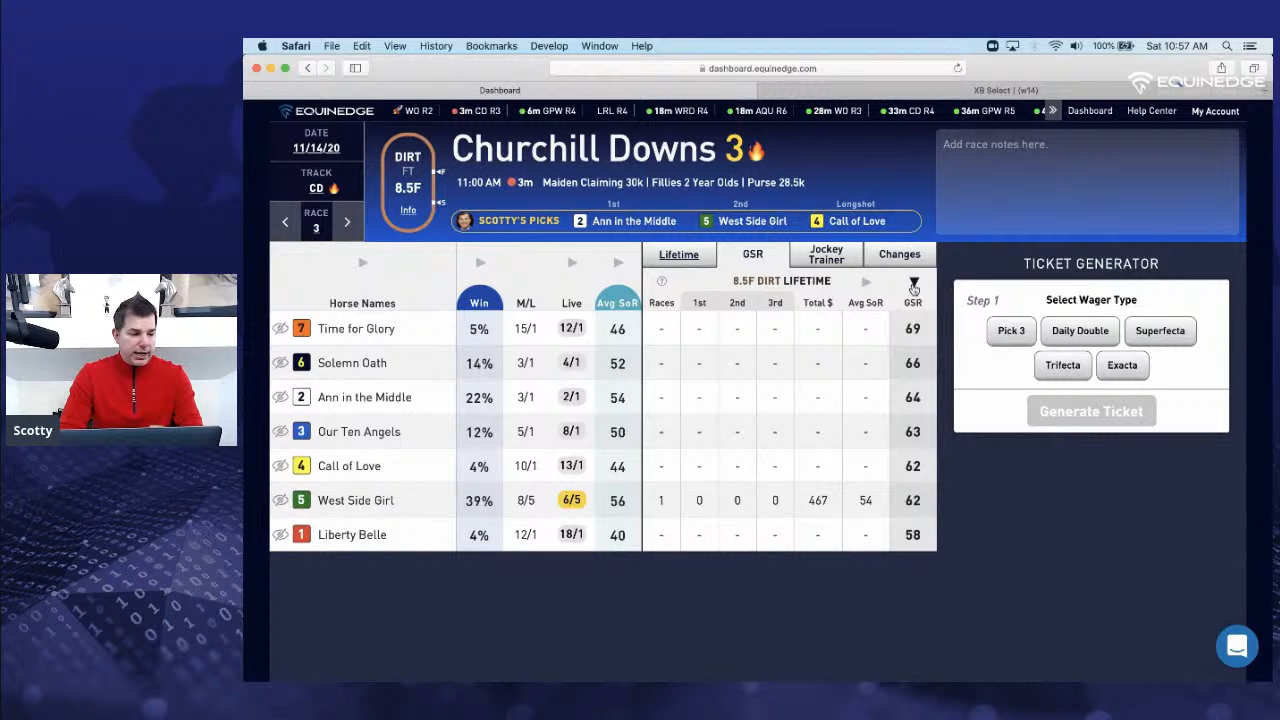 Safari File Edit View History Bookmarks Develop Window Help 100% Sat 10:57 AM
dashboard.equinedge.com
Dashboard XB Select (w14)
EQUINEDGE
EQUINEDGE WO R2 3m CD R3 6m GPW R4 LRL R4 18m WRD R4 18m AQU R6 28m WO R3 33m CD R4 36m GPW R5 Dashboard Help Center My Account
DATE
11/14/20
TRACK
CD
RACE
3
DIRT
FT
8.5F
Info
F
S
Churchill Downs 3
11:00 AM 3m Maiden Claiming 30k | Fillies 2 Year Olds | Purse 28.5k
1st 2nd Longshot
SCOTTY'S PICKS 2 Ann in the Middle 5 West Side Girl 4 Call of Love
Add race notes here.
Lifetime GSR Jockey Trainer Changes
8.5F DIRT LIFETIME
Horse Names Win M/L Live Avg SoR Races 1st 2nd 3rd Total $ Avg SoR GSR
7 Time for Glory 5% 15/1 12/1 46 - - - - - - 69
6 Solemn Oath 14% 3/1 4/1 52 - - - - - - 66
2 Ann in the Middle 22% 3/1 2/1 54 - - - - - - 64
3 Our Ten Angels 12% 5/1 8/1 50 - - - - - - 63
4 Call of Love 4% 10/1 13/1 44 - - - - - - 62
5 West Side Girl 39% 8/5 6/5 56 1 0 0 0 467 54 62
1 Liberty Belle 4% 12/1 18/1 40 - - - - - - 58
TICKET GENERATOR
Step 1 Select Wager Type
Pick 3 Daily Double Superfecta
Trifecta Exacta
Generate Ticket
Scotty